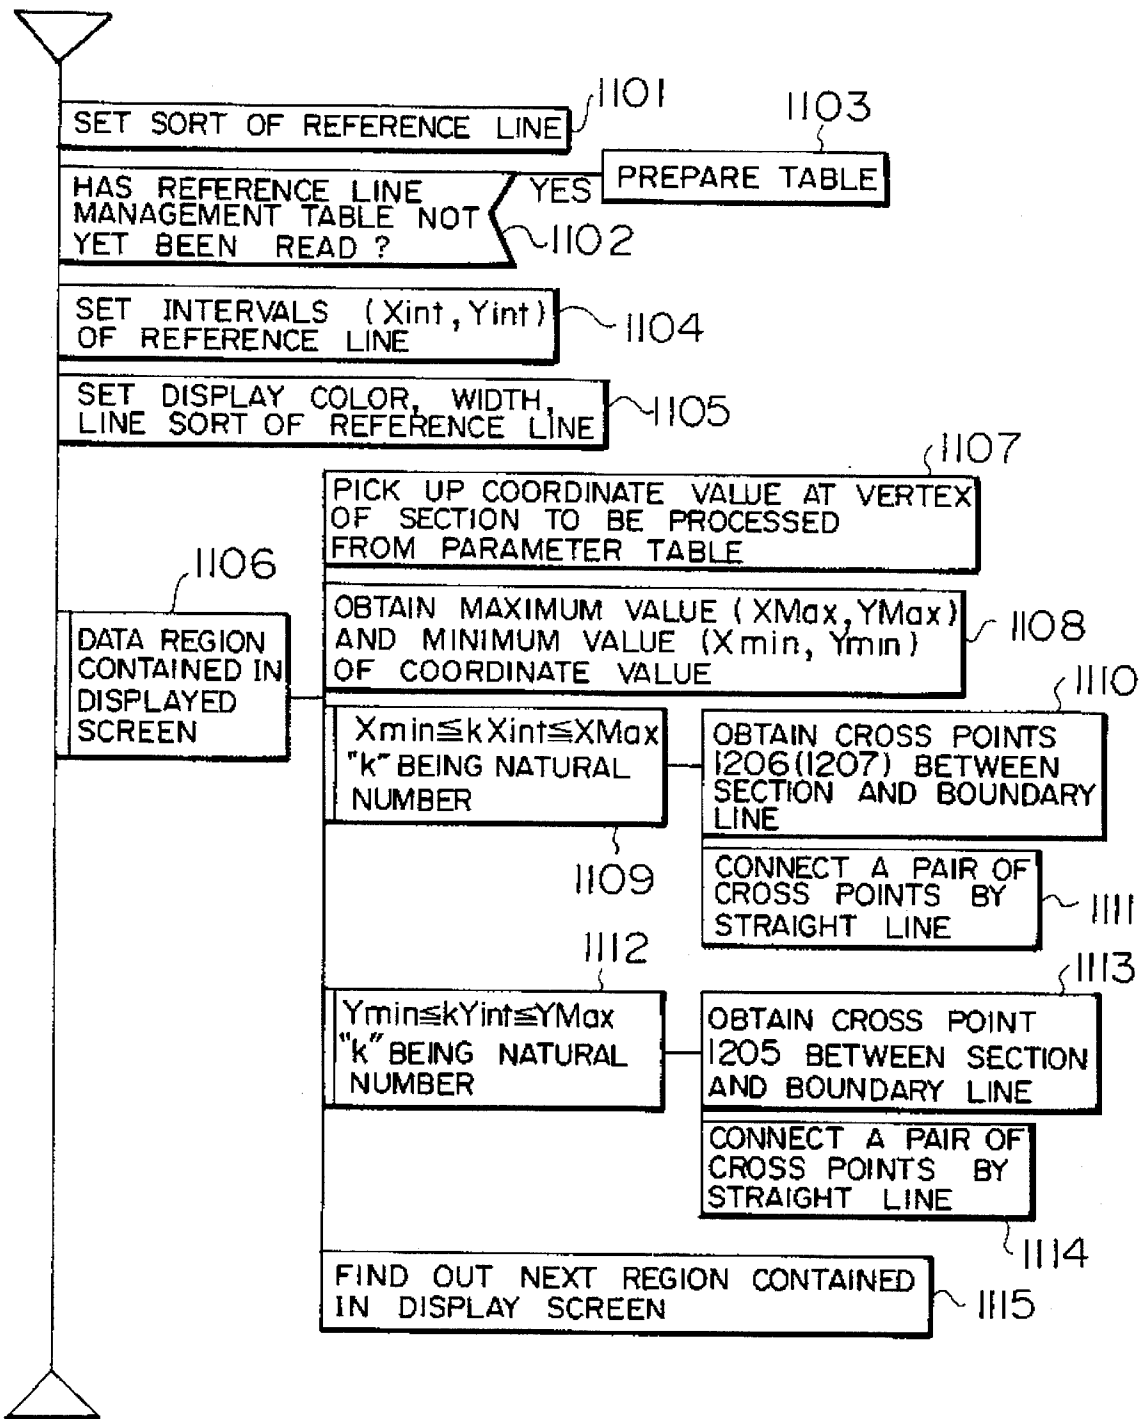 1101
SET SORT OF REFERENCE LINE
1103
PREPARE TABLE
HAS REFERENCE LINE
MANAGEMENT TABLE NOT
YET BEEN READ ?
YES
1102
SET INTERVALS (Xint, Yint)
OF REFERENCE LINE
1104
SET DISPLAY COLOR, WIDTH,
LINE SORT OF REFERENCE LINE
1105
1106
DATA REGION
CONTAINED IN
DISPLAYED
SCREEN
1107
PICK UP COORDINATE VALUE AT VERTEX
OF SECTION TO BE PROCESSED
FROM PARAMETER TABLE
OBTAIN MAXIMUM VALUE (XMax, YMax)
AND MINIMUM VALUE (Xmin, Ymin)
OF COORDINATE VALUE
1108
Xmin≦kXint≦XMax
"k" BEING NATURAL
NUMBER
1109
1110
OBTAIN CROSS POINTS
1206(1207) BETWEEN
SECTION AND BOUNDARY
LINE
CONNECT A PAIR OF
CROSS POINTS BY
STRAIGHT LINE
1111
1112
Ymin≦kYint≦YMax
"k" BEING NATURAL
NUMBER
1113
OBTAIN CROSS POINT
1205 BETWEEN SECTION
AND BOUNDARY LINE
CONNECT A PAIR OF
CROSS POINTS BY
STRAIGHT LINE
1114
FIND OUT NEXT REGION CONTAINED
IN DISPLAY SCREEN
1115